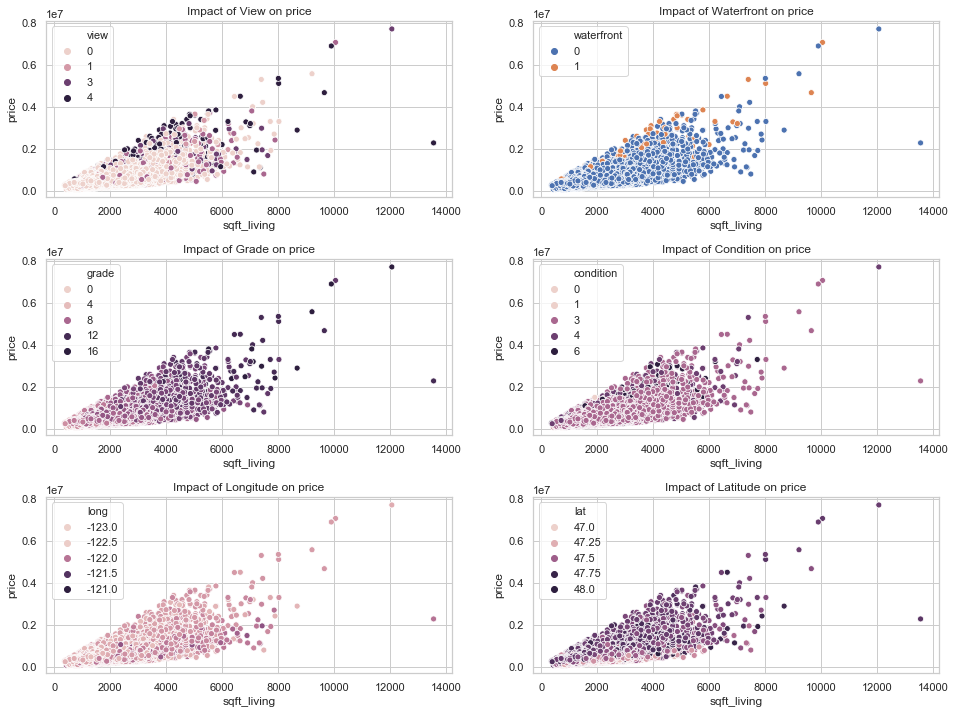 Impact of View on price
1e7
view
0
1
3
4
0.8
0.6
0.4
0.2
0.0
price
0 2000 4000 6000 8000 10000 12000 14000
sqft_living
Impact of Waterfront on price
1e7
waterfront
0
1
0.8
0.6
0.4
0.2
0.0
price
0 2000 4000 6000 8000 10000 12000 14000
sqft_living
Impact of Grade on price
1e7
grade
0
4
8
12
16
0.8
0.6
0.4
0.2
0.0
price
0 2000 4000 6000 8000 10000 12000 14000
sqft_living
Impact of Condition on price
1e7
condition
0
1
3
4
6
0.8
0.6
0.4
0.2
0.0
price
0 2000 4000 6000 8000 10000 12000 14000
sqft_living
Impact of Longitude on price
1e7
long
-123.0
-122.5
-122.0
-121.5
-121.0
0.8
0.6
0.4
0.2
0.0
price
0 2000 4000 6000 8000 10000 12000 14000
sqft_living
Impact of Latitude on price
1e7
lat
47.0
47.25
47.5
47.75
48.0
0.8
0.6
0.4
0.2
0.0
price
0 2000 4000 6000 8000 10000 12000 14000
sqft_living